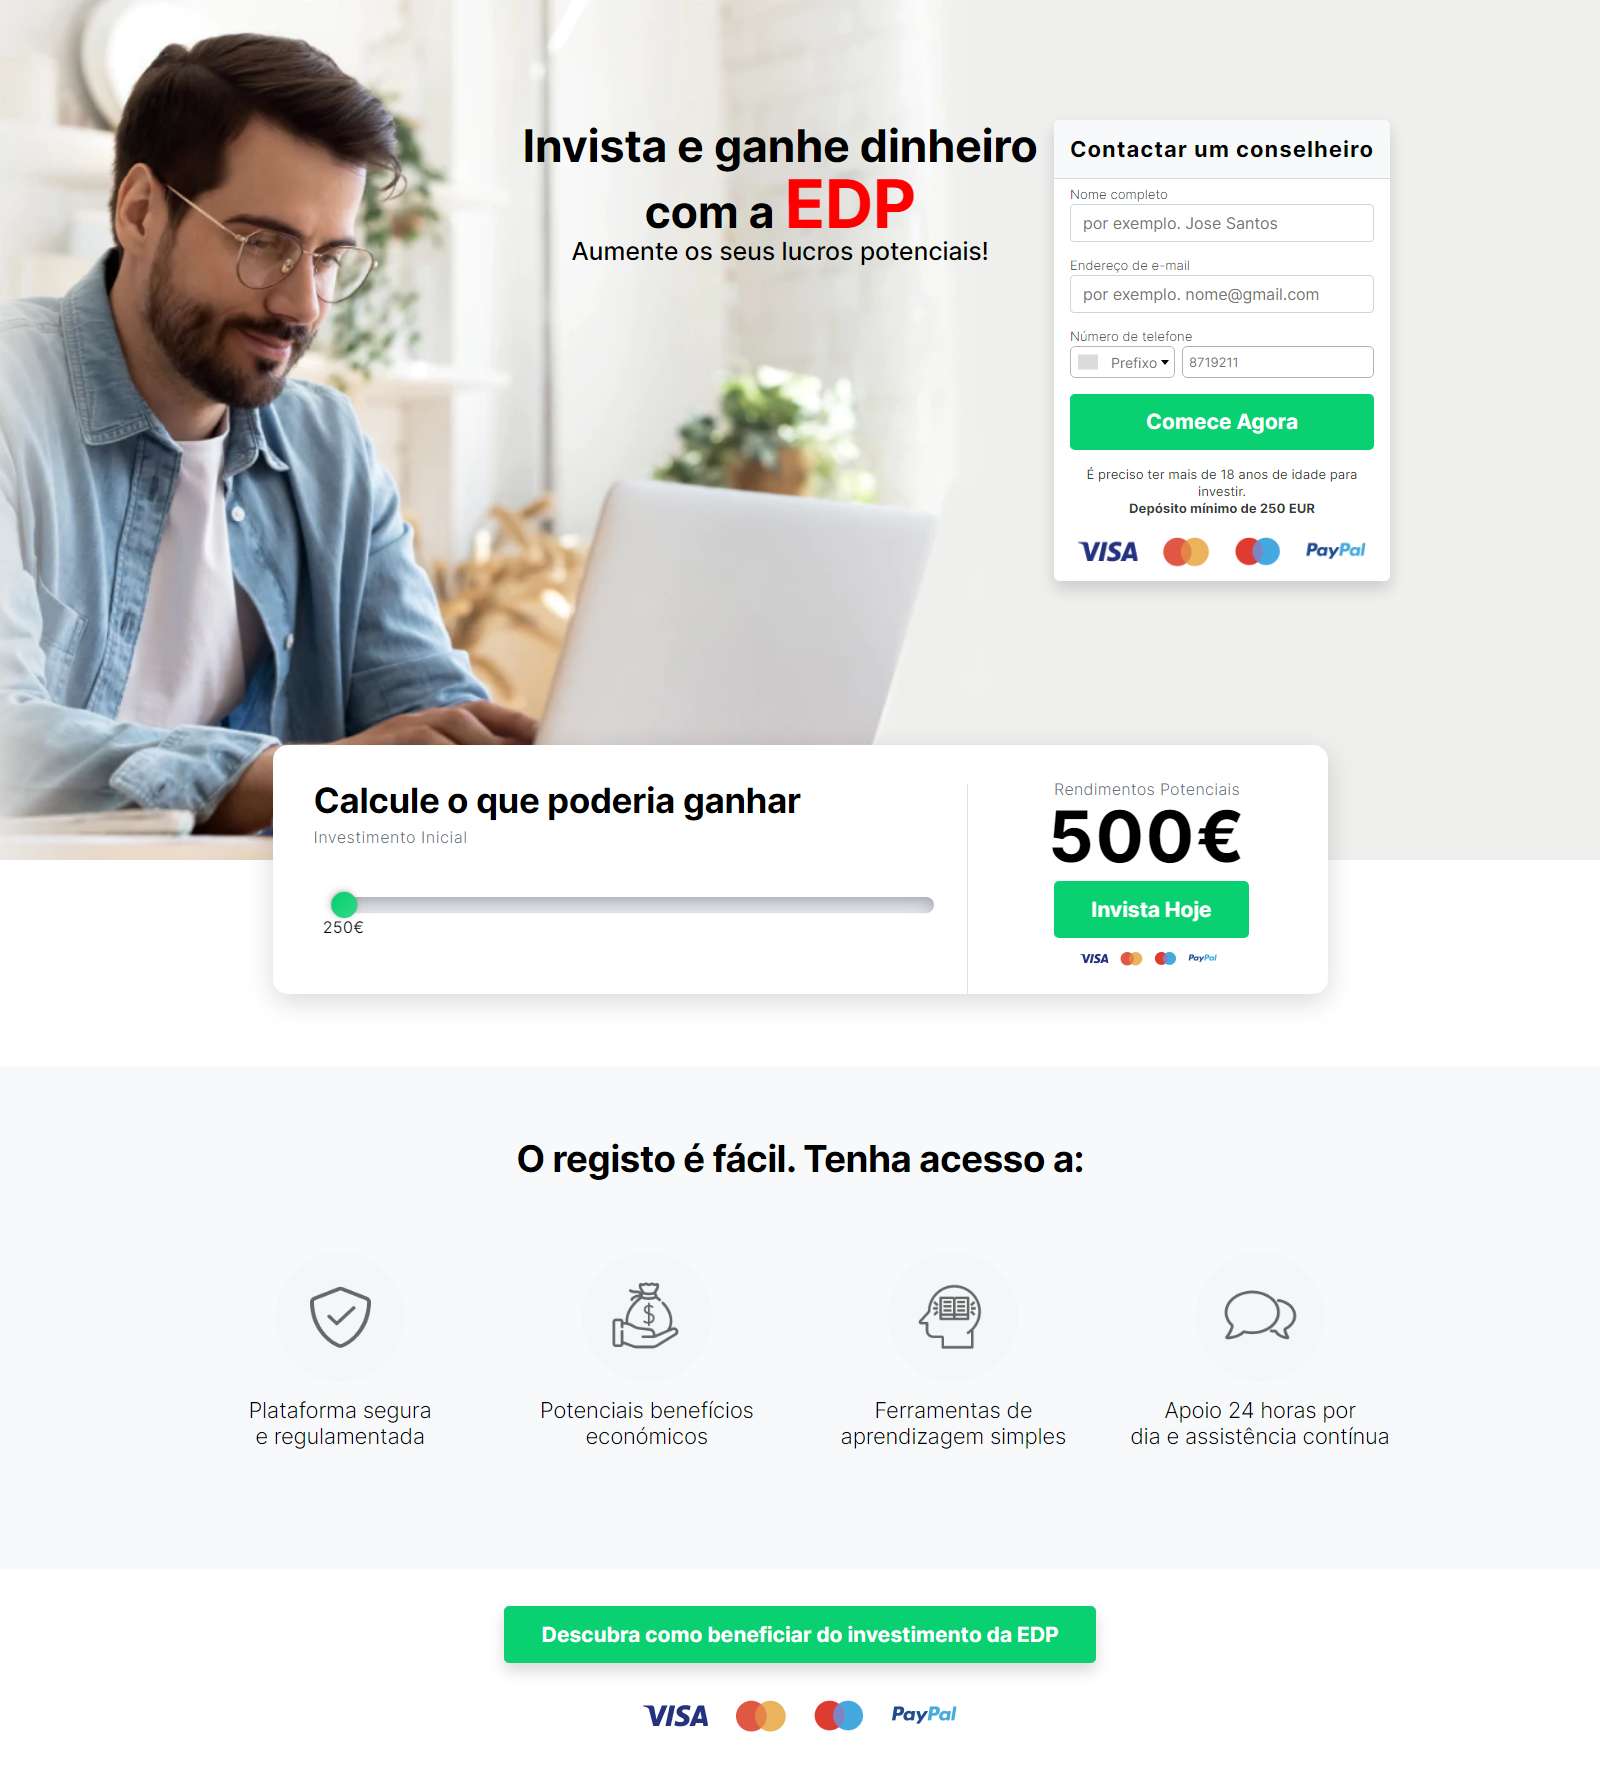 Invista e ganhe dinheiro
com a EDP
Aumente os seus lucros potenciais!
Contactar um conselheiro
Nome completo
por exemplo. Jose Santos
Endereço de e-mail
por exemplo. nome@gmail.com
Número de telefone
Prefixo 8719211
Comece Agora
É preciso ter mais de 18 anos de idade para
investir.
Depósito mínimo de 250 EUR
VISA PayPal
Calcule o que poderia ganhar
Investimento Inicial
250€
Rendimentos Potenciais
500€
Invista Hoje
VISA PayPal
O registo é fácil. Tenha acesso a:
Plataforma segura
e regulamentada
Potenciais benefícios
económicos
Ferramentas de
aprendizagem simples
Apoio 24 horas por
dia e assistência contínua
Descubra como beneficiar do investimento da EDP
VISA PayPal